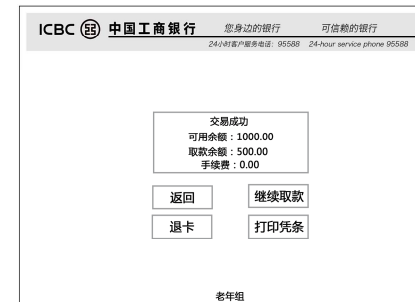 ICBC 中国工商银行 您身边的银行 可信赖的银行
24小时客户服务电话：95588 24-hour service phone 95588
交易成功
可用余额：1000.00
取款余额：500.00
手续费：0.00
返回 继续取款
退卡 打印凭条
老年组